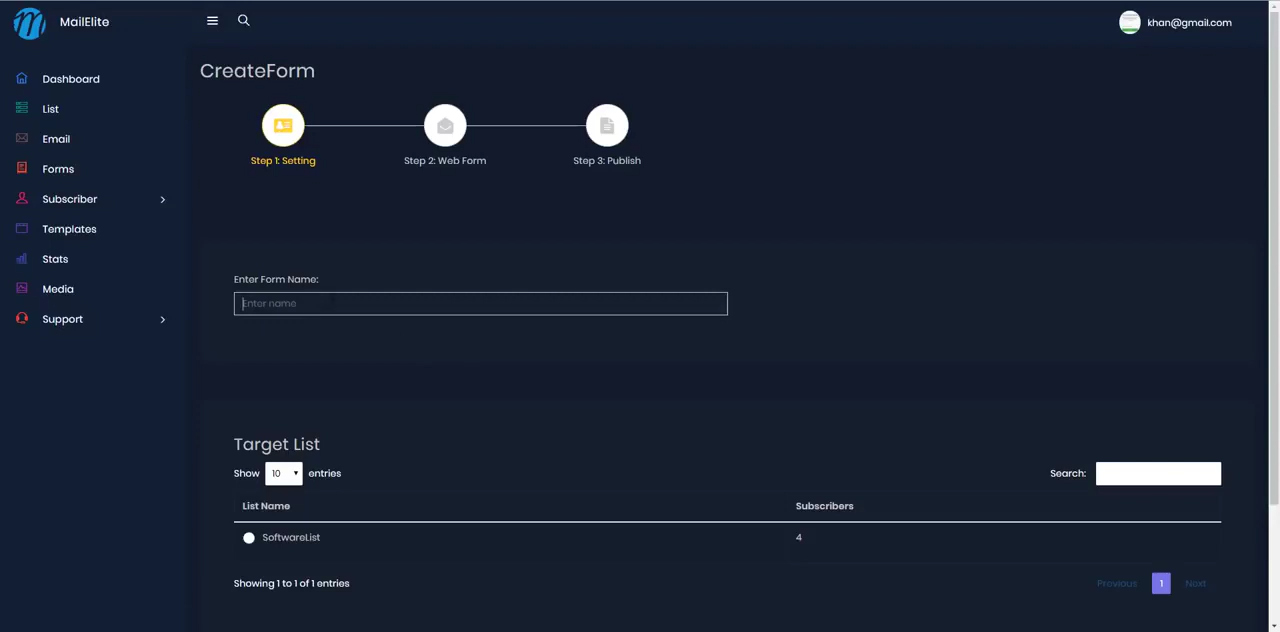 MailElite
khan@gmail.com
Dashboard
List
Email
Forms
Subscriber
Templates
Stats
Media
Support
CreateForm
Step 1: Setting
Step 2: Web Form
Step 3: Publish
Enter Form Name:
Enter name
Target List
Show 10 entries
Search:
List Name Subscribers
SoftwareList 4
Showing 1 to 1 of 1 entries
Previous 1 Next